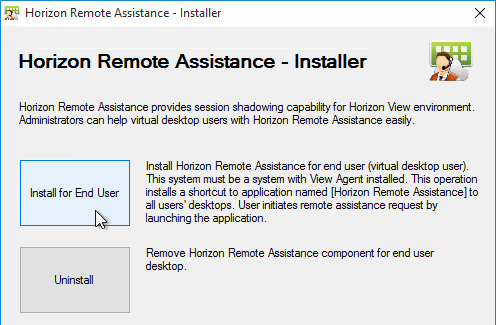 Horizon Remote Assistance - Installer
Horizon Remote Assistance - Installer
Horizon Remote Assistance provides session shadowing capability for Horizon View environment.
Administrators can help virtual desktop users with Horizon Remote Assistance easily.
Install for End User
Install Horizon Remote Assistance for end user (virtual desktop user).
This system must be a system with View Agent installed. This operation
installs a shortcut to application named [Horizon Remote Assistance] to
all users' desktops. User initiates remote assistance request by
launching the application.
Uninstall
Remove Horizon Remote Assistance component for end user
desktop.